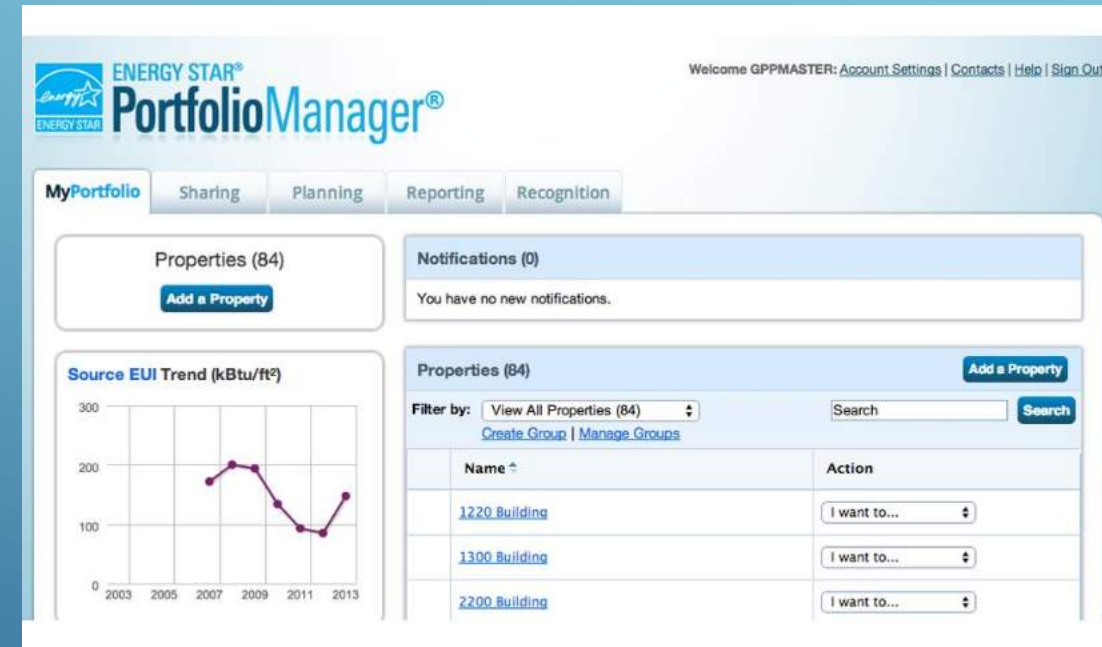 ENERGY STAR®
PortfolioManager®
energy
ENERGY STAR
Welcome GPPMASTER: Account Settings | Contacts | Help | Sign Out
MyPortfolio Sharing Planning Reporting Recognition
Properties (84)
Add a Property
Notifications (0)
You have no new notifications.
Source EUI Trend (kBtu/ft²)
300
200
100
0
2003 2005 2007 2009 2011 2013
Properties (84) Add a Property
Filter by: View All Properties (84) Search Search
Create Group | Manage Groups
Name Action
1220 Building I want to...
1300 Building I want to...
2200 Building I want to...